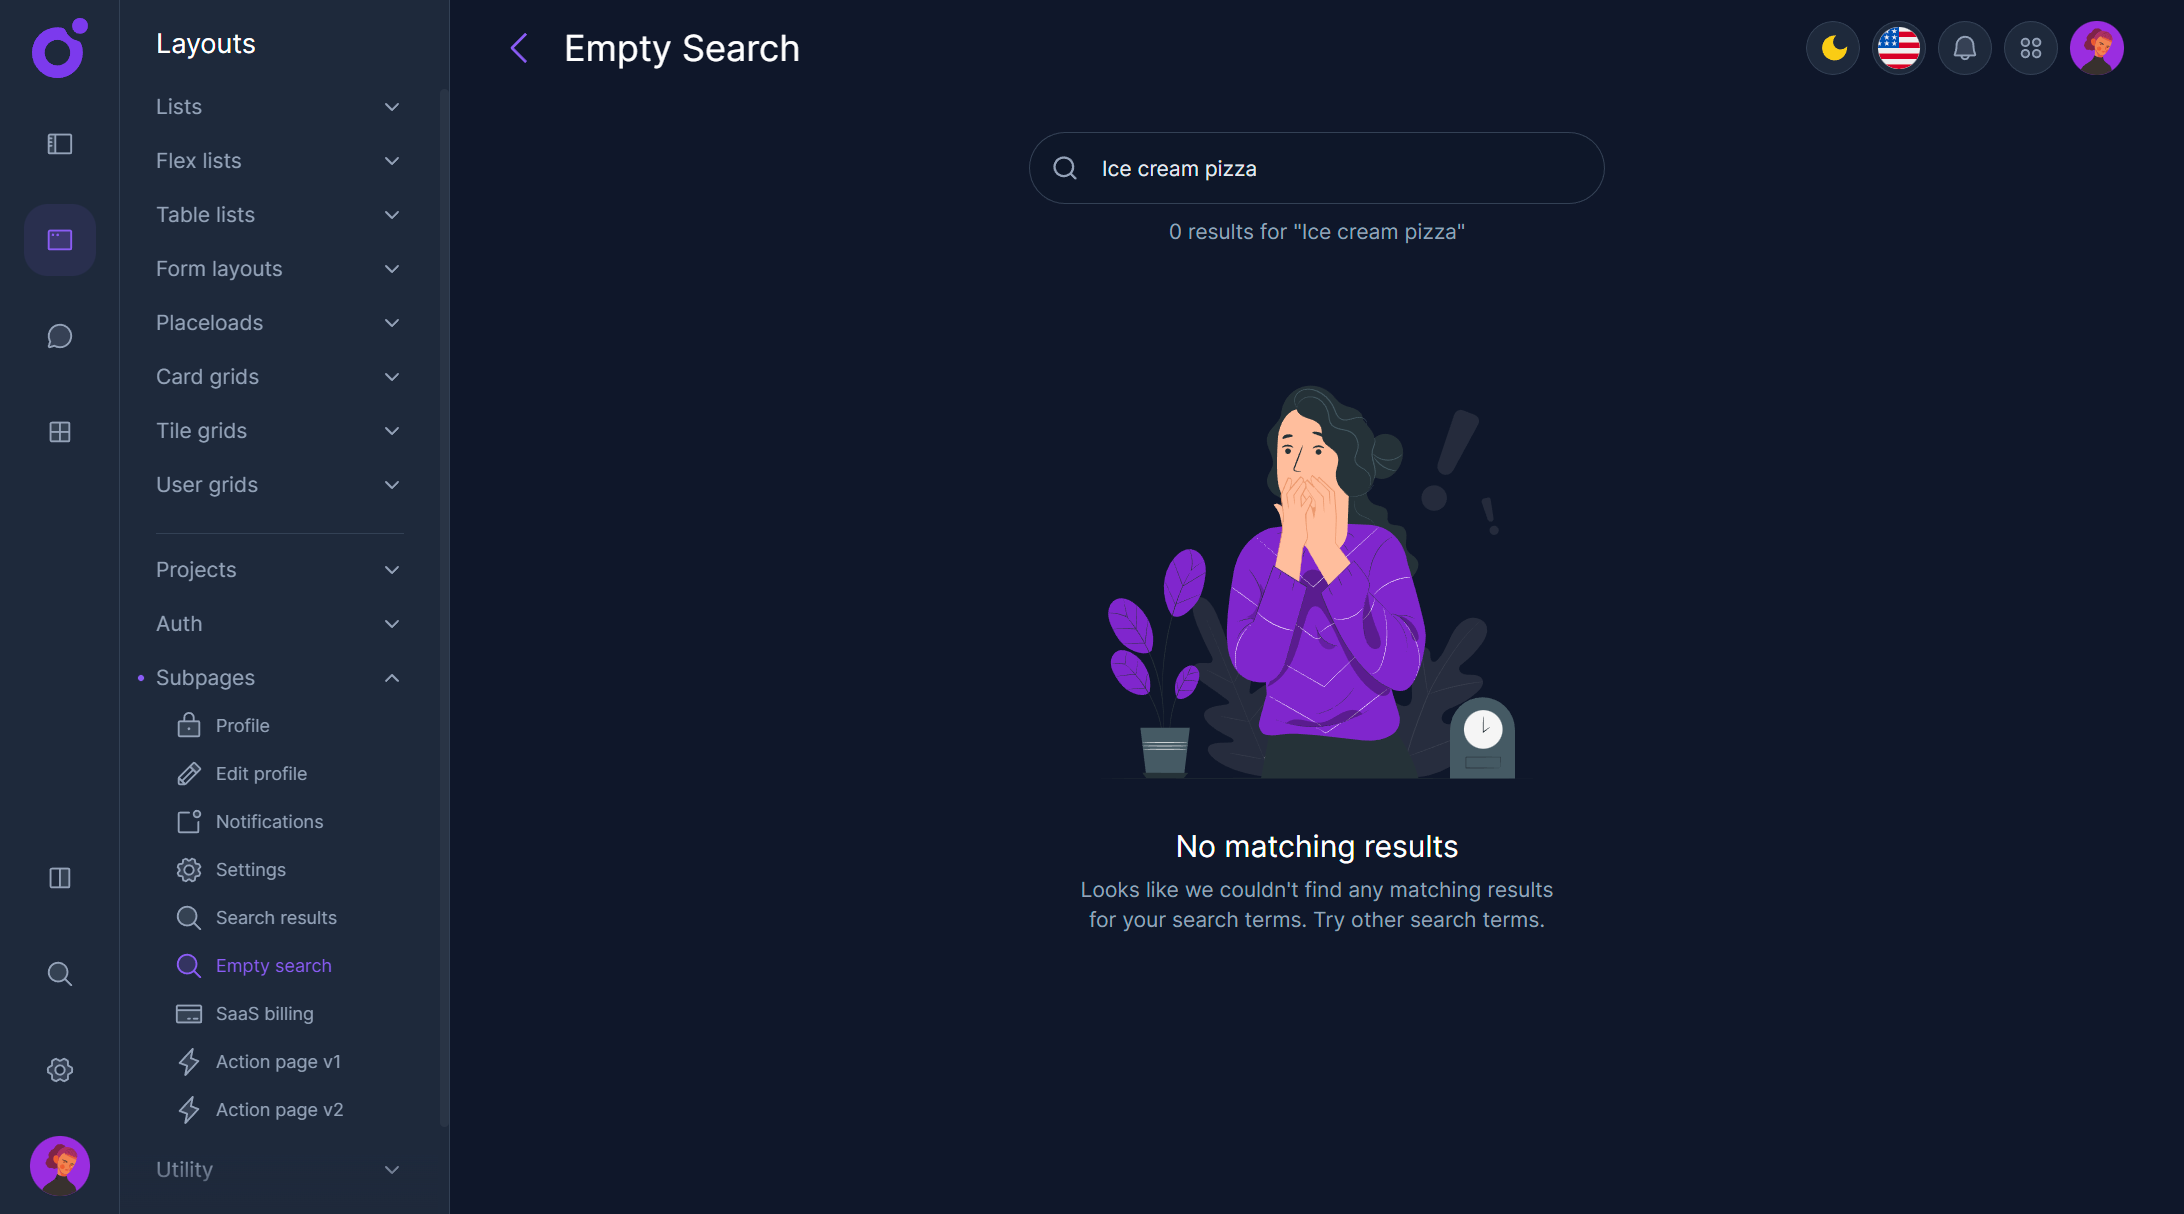 Layouts
Lists
Flex lists
Table lists
Form layouts
Placeloads
Card grids
Tile grids
User grids
Projects
Auth
Subpages
Profile
Edit profile
Notifications
Settings
Search results
Empty search
SaaS billing
Action page v1
Action page v2
Utility
Empty Search
Ice cream pizza
0 results for "Ice cream pizza"
No matching results
Looks like we couldn't find any matching results
for your search terms. Try other search terms.